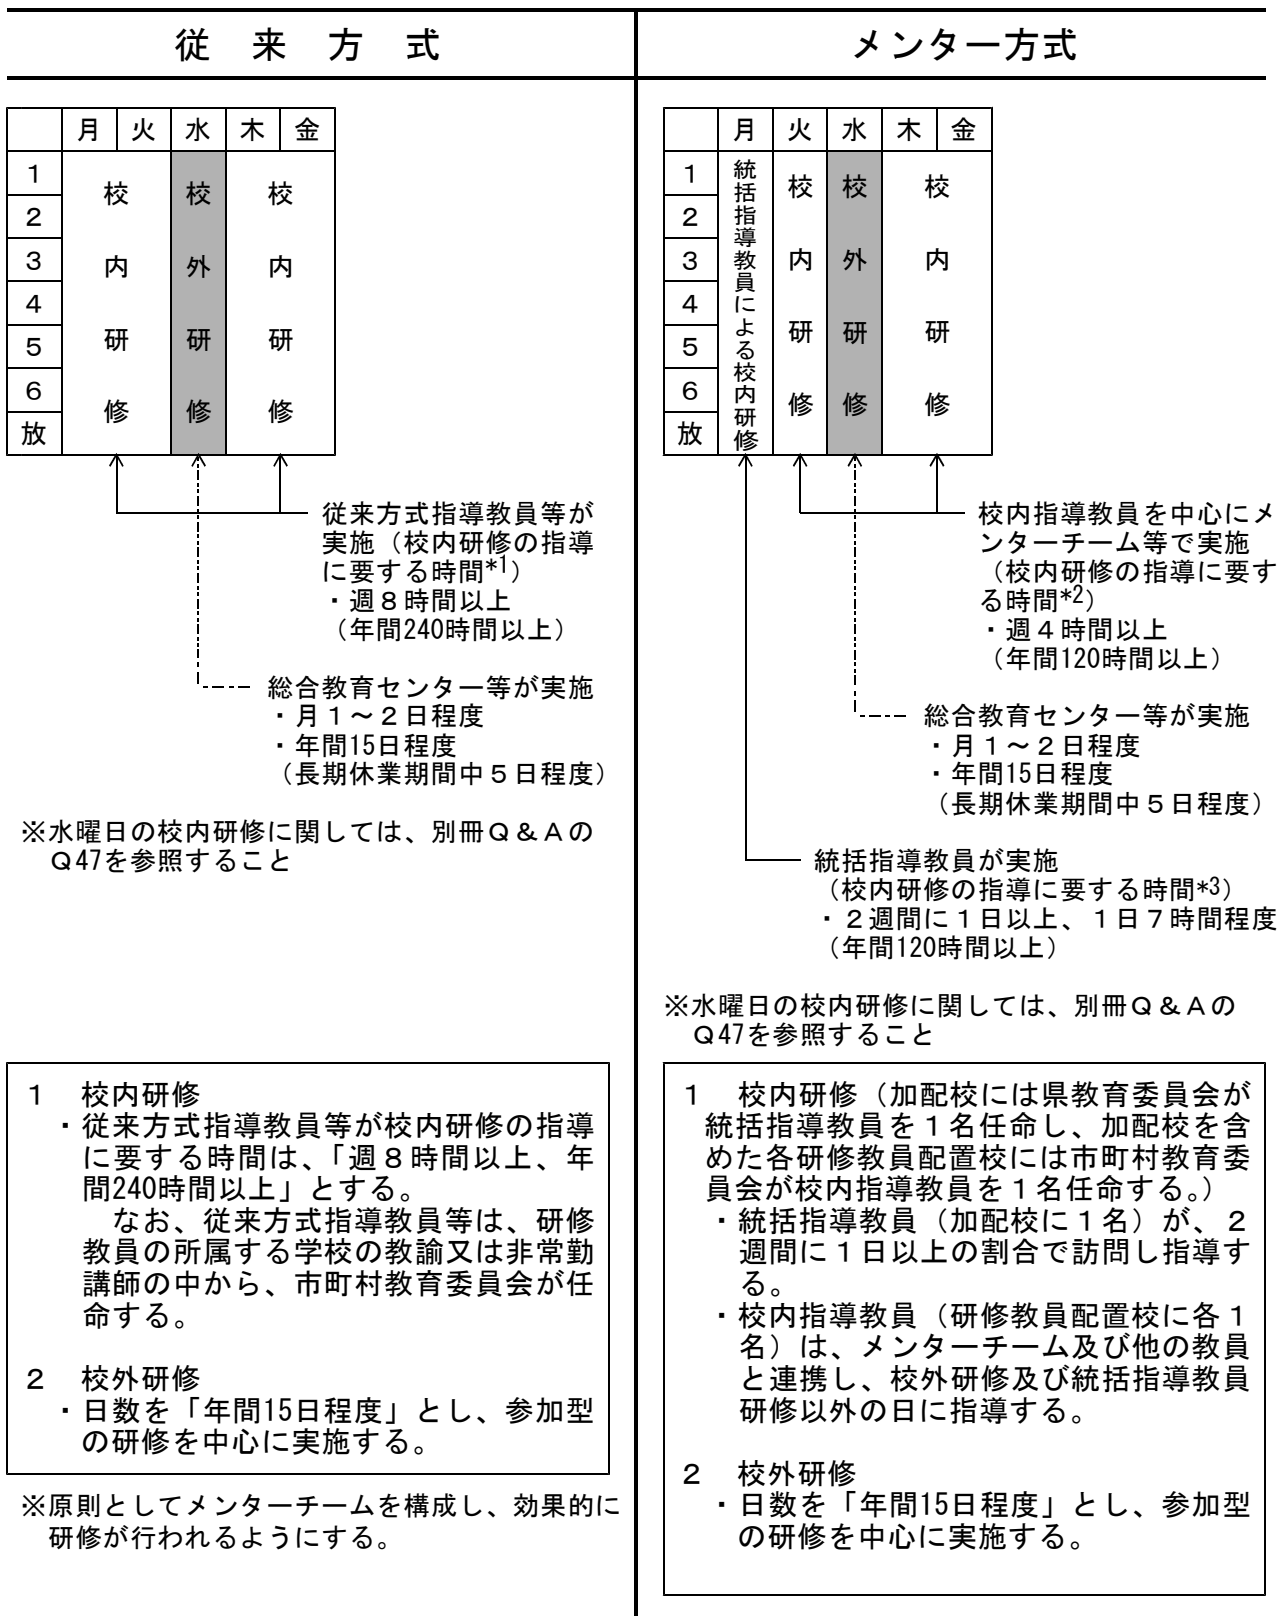 従　来　方　式
月 火 水 木 金
1
2
3
4
5
6
放
校内研修
校外研修
校内研修
従来方式指導教員等が
実施（校内研修の指導
に要する時間*1）
・週８時間以上
（年間240時間以上）
総合教育センター等が実施
・月１～２日程度
・年間15日程度
（長期休業期間中５日程度）
※水曜日の校内研修に関しては、別冊Ｑ＆Ａの
Ｑ47を参照すること
１　校内研修
・従来方式指導教員等が校内研修の指導
に要する時間は、「週８時間以上、年
間240時間以上」とする。
なお、従来方式指導教員等は、研修
教員の所属する学校の教諭又は非常勤
講師の中から、市町村教育委員会が任
命する。
２　校外研修
・日数を「年間15日程度」とし、参加型
の研修を中心に実施する。
※原則としてメンターチームを構成し、効果的に
研修が行われるようにする。
メンター方式
月 火 水 木 金
1
2
3
4
5
6
放
統括指導教員による校内研修
校内研修
校外研修
校内研修
校内指導教員を中心にメ
ンターチーム等で実施
（校内研修の指導に要す
る時間*2）
・週４時間以上
（年間120時間以上）
総合教育センター等が実施
・月１～２日程度
・年間15日程度
（長期休業期間中５日程度）
統括指導教員が実施
（校内研修の指導に要する時間*3）
・２週間に１日以上、１日７時間程度
（年間120時間以上）
※水曜日の校内研修に関しては、別冊Ｑ＆Ａの
Ｑ47を参照すること
１　校内研修（加配校には県教育委員会が
統括指導教員を１名任命し、加配校を含
めた各研修教員配置校には市町村教育委
員会が校内指導教員を１名任命する。）
・統括指導教員（加配校に１名）が、２
週間に１日以上の割合で訪問し指導す
る。
・校内指導教員（研修教員配置校に各１
名）は、メンターチーム及び他の教員
と連携し、校外研修及び統括指導教員
研修以外の日に指導する。
２　校外研修
・日数を「年間15日程度」とし、参加型
の研修を中心に実施する。